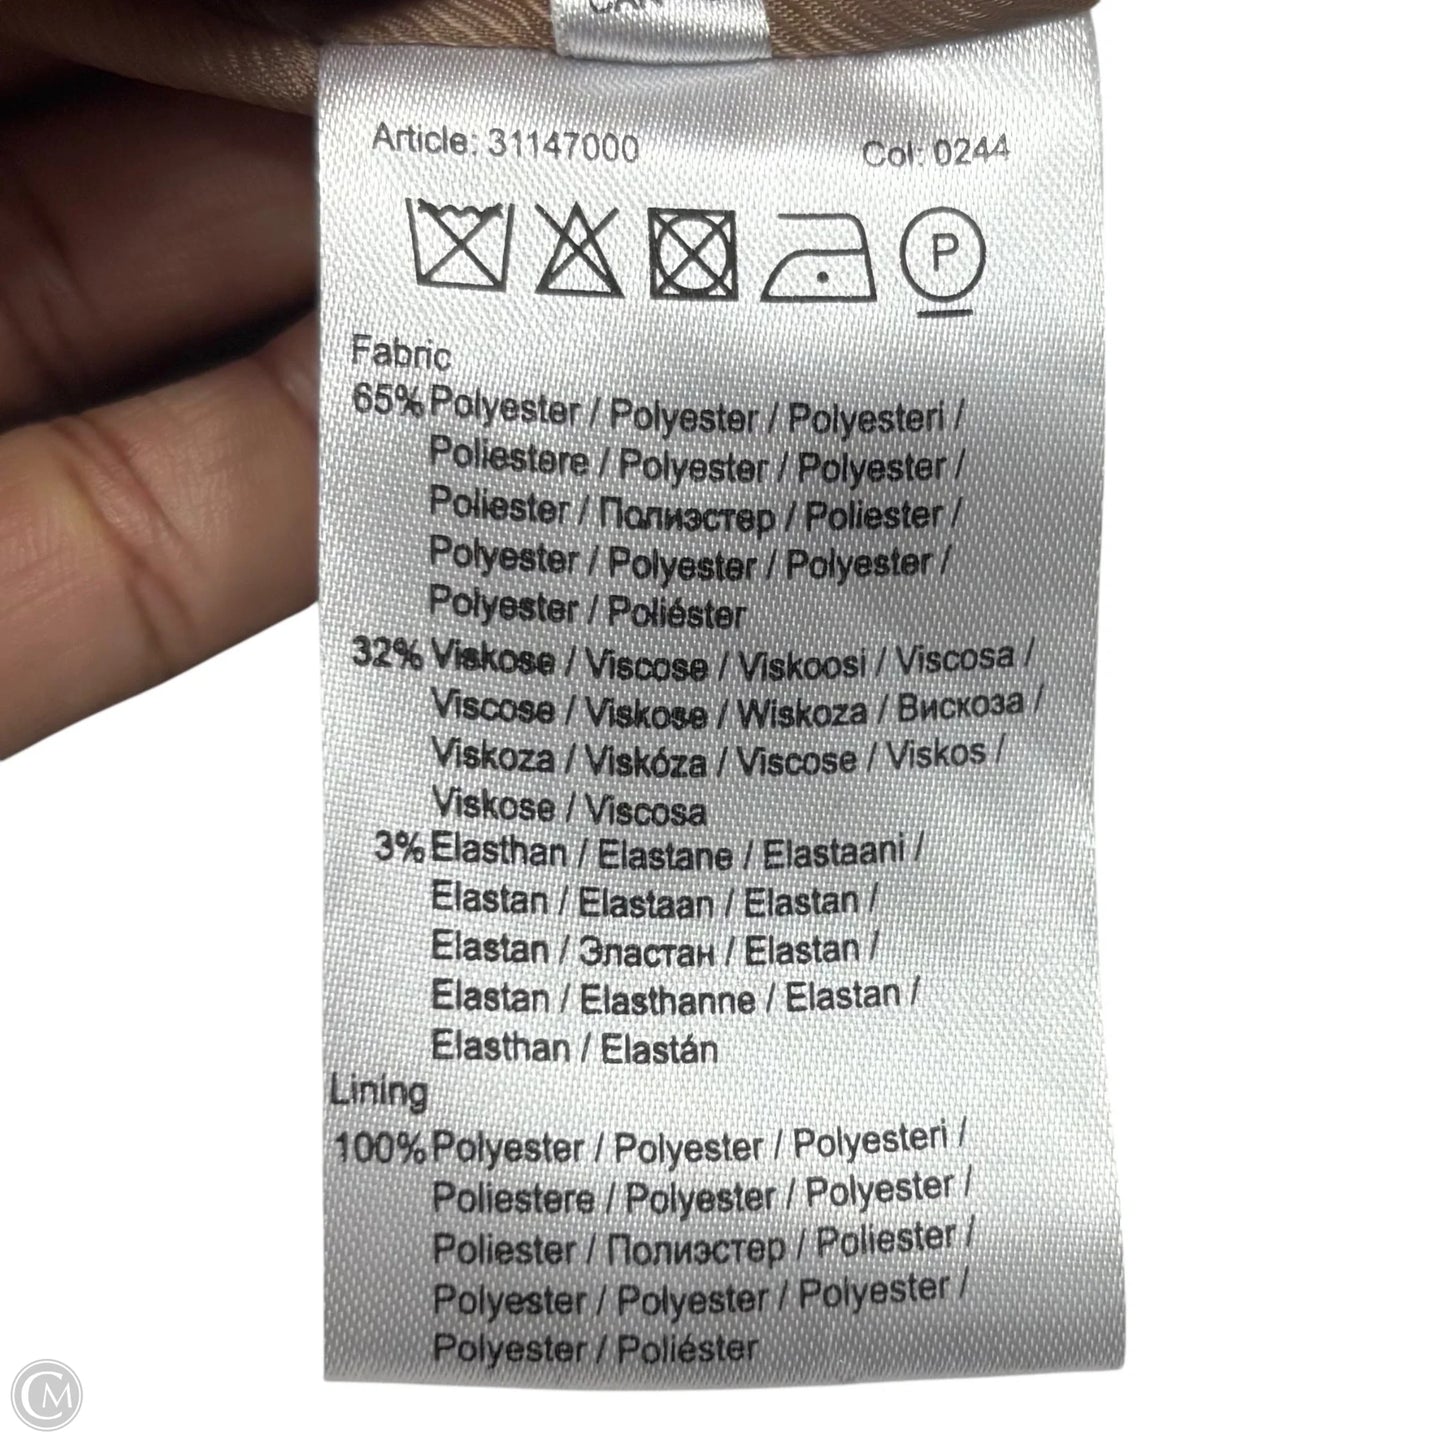 Article: 31147000 Col: 0244
P
Fabric
65% Polyester / Polyester / Polyesteri /
Poliestere / Polyester / Polyester /
Poliester / Полиэстер / Poliester /
Polyester / Polyester / Polyester /
Polyester / Poliéster
32% Viskose / Viscose / Viskoosi / Viscosa /
Viscose / Viskose / Wiskoza / Вискоза /
Viskoza / Viskóza / Viscose / Viskos /
Viskose / Viscosa
3% Elasthan / Elastane / Elastaani /
Elastan / Elastaan / Elastan /
Elastan / Эластан / Elastan /
Elastan / Elasthanne / Elastan /
Elasthan / Elastán
Lining
100% Polyester / Polyester / Polyesteri /
Poliestere / Polyester / Polyester /
Poliester / Полиэстер / Poliester /
Polyester / Polyester / Polyester /
Polyester / Poliéster
CM